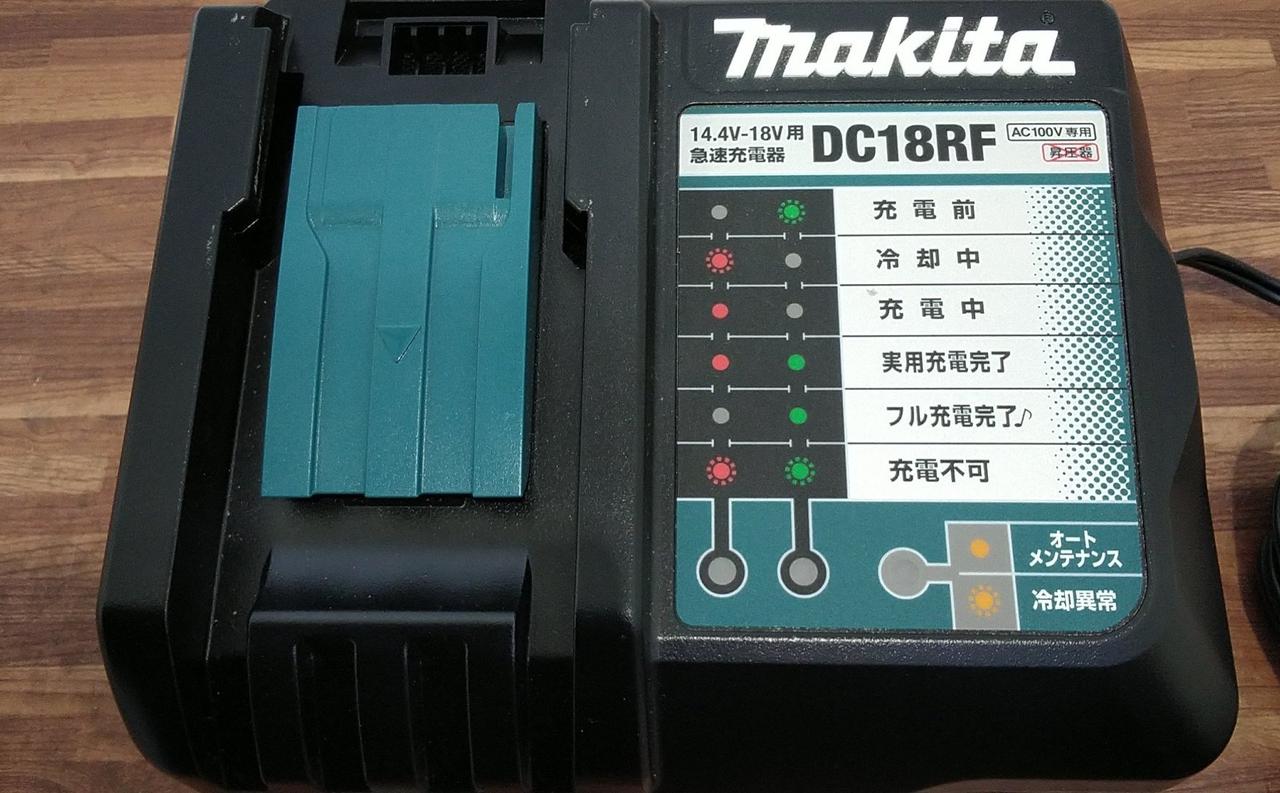 makita
14.4V-18V用
急速充電器
DC18RF
AC100V専用
昇圧器
充電前
冷却中
充電中
実用充電完了
フル充電完了♪
充電不可
オート
メンテナンス
冷却異常